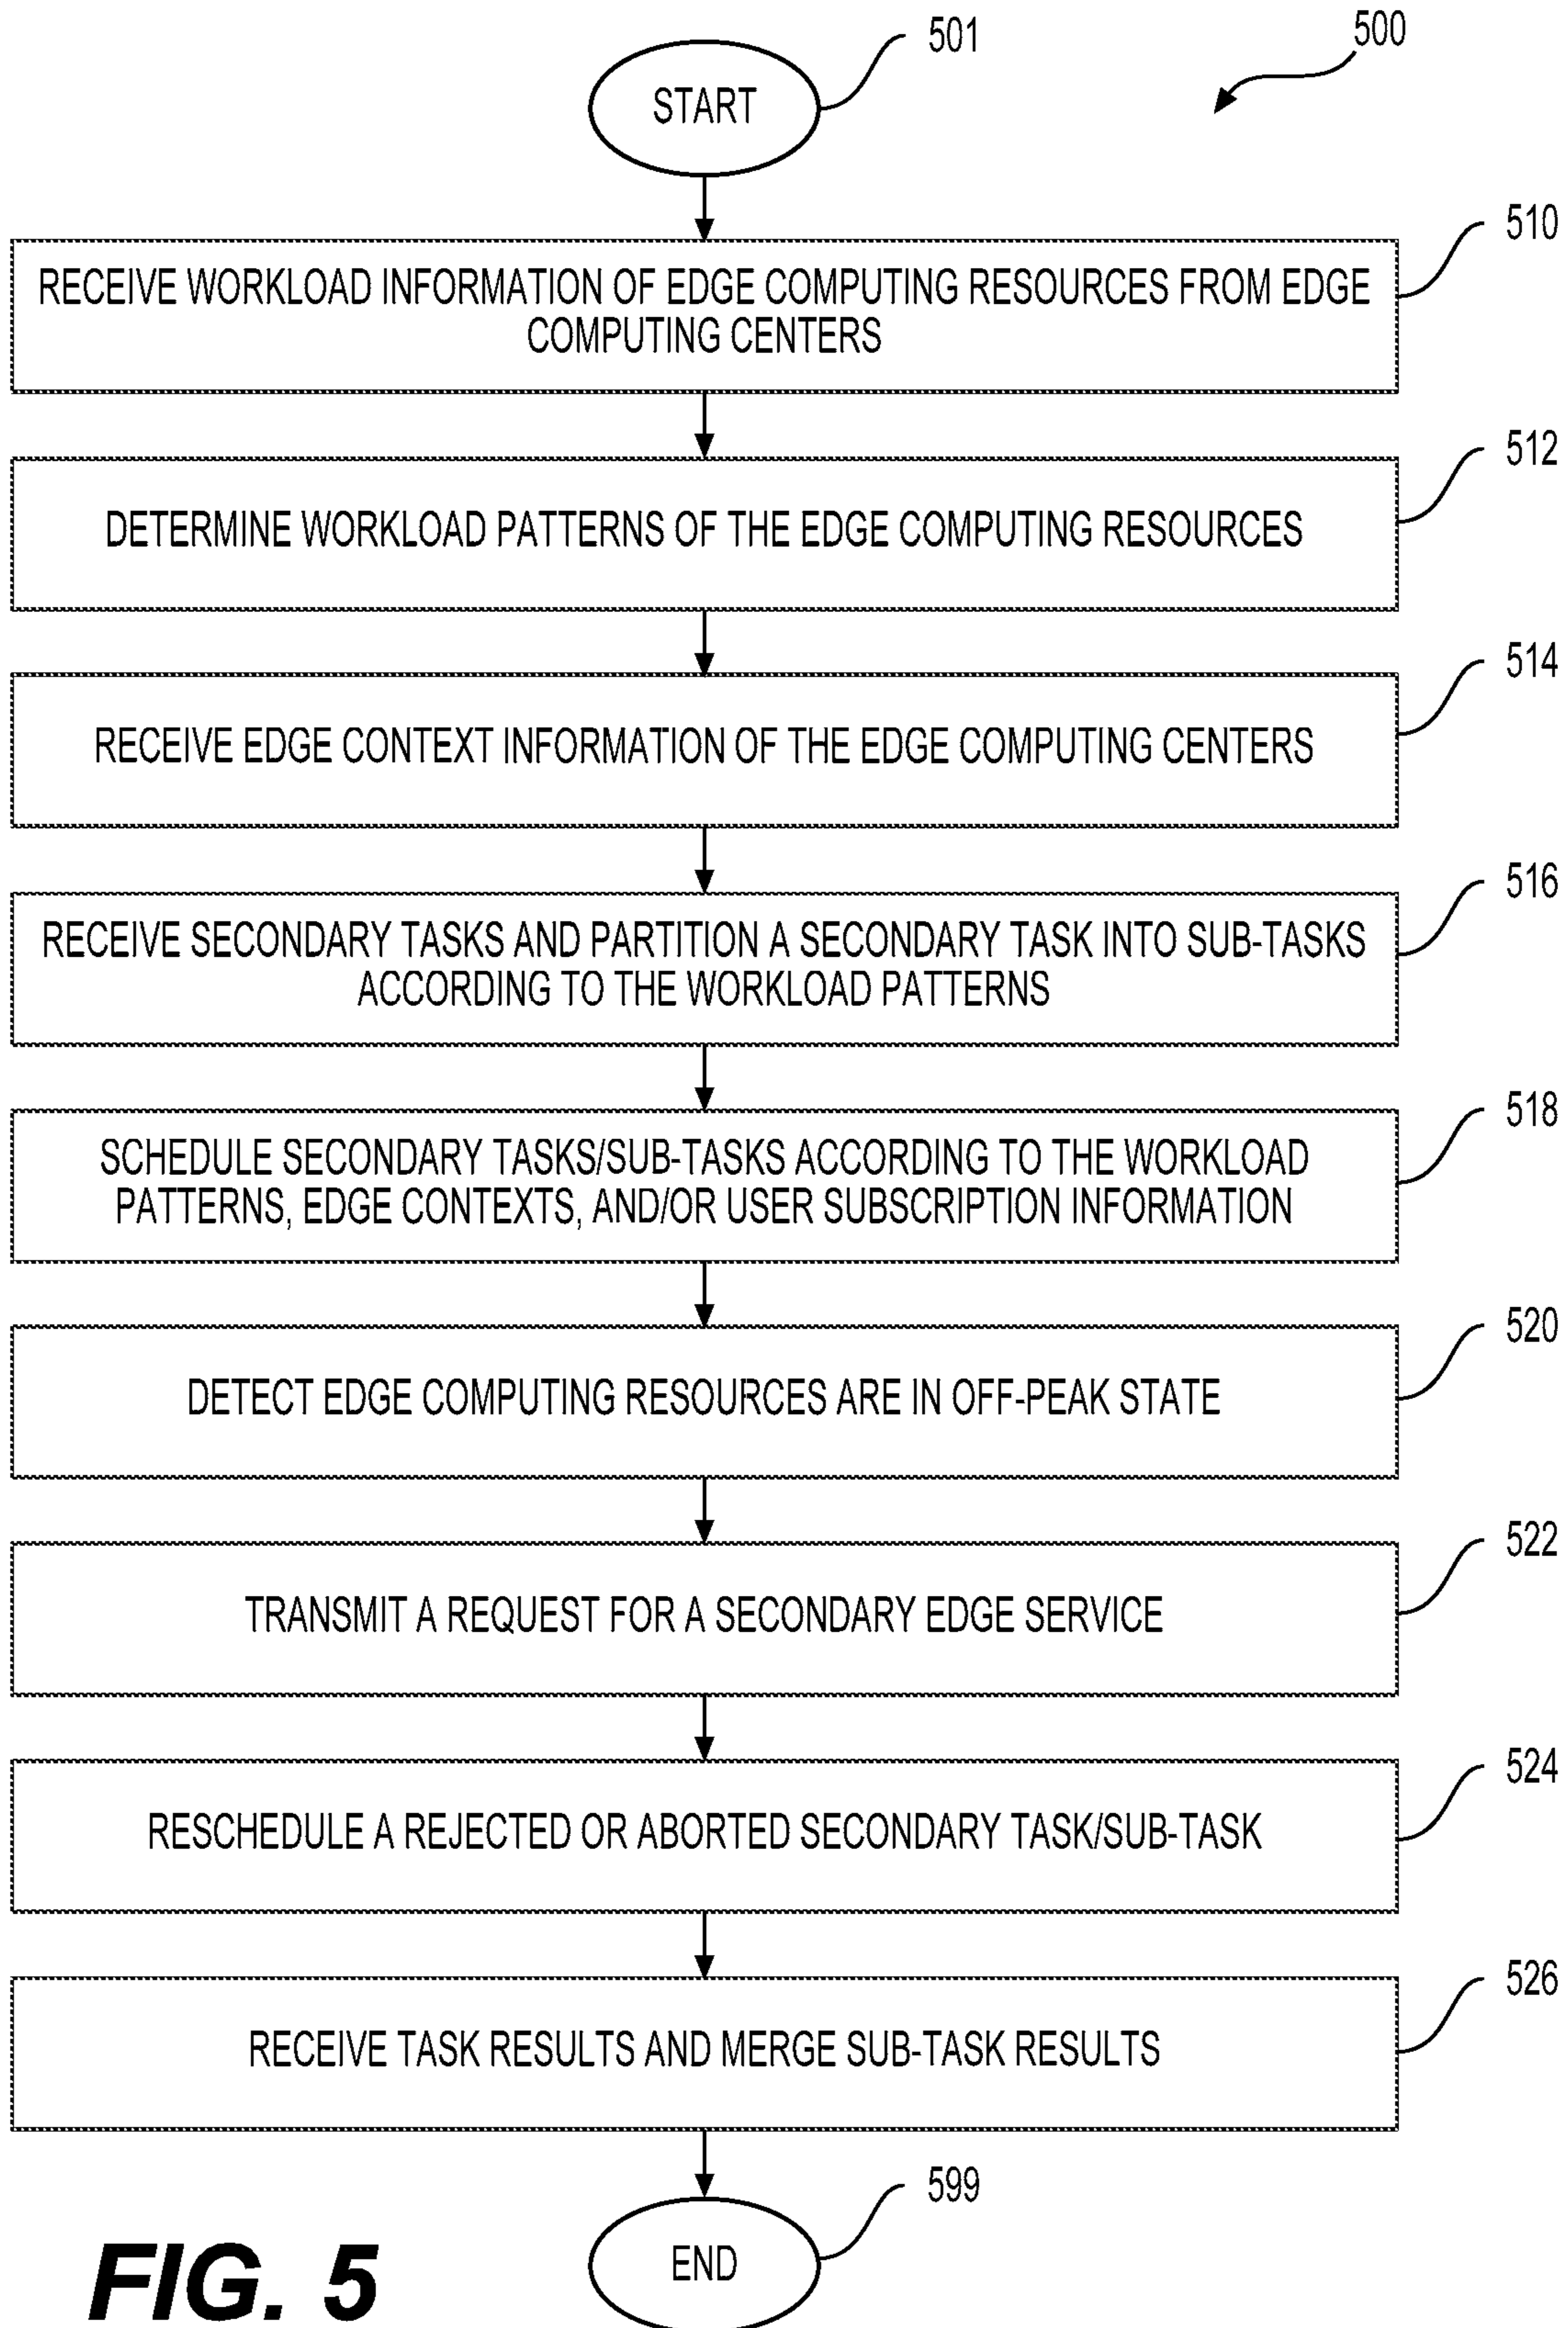 501
500
START
510
RECEIVE WORKLOAD INFORMATION OF EDGE COMPUTING RESOURCES FROM EDGE
COMPUTING CENTERS
512
DETERMINE WORKLOAD PATTERNS OF THE EDGE COMPUTING RESOURCES
514
RECEIVE EDGE CONTEXT INFORMATION OF THE EDGE COMPUTING CENTERS
516
RECEIVE SECONDARY TASKS AND PARTITION A SECONDARY TASK INTO SUB-TASKS
ACCORDING TO THE WORKLOAD PATTERNS
518
SCHEDULE SECONDARY TASKS/SUB-TASKS ACCORDING TO THE WORKLOAD
PATTERNS, EDGE CONTEXTS, AND/OR USER SUBSCRIPTION INFORMATION
520
DETECT EDGE COMPUTING RESOURCES ARE IN OFF-PEAK STATE
522
TRANSMIT A REQUEST FOR A SECONDARY EDGE SERVICE
524
RESCHEDULE A REJECTED OR ABORTED SECONDARY TASK/SUB-TASK
526
RECEIVE TASK RESULTS AND MERGE SUB-TASK RESULTS
599
END
FIG. 5